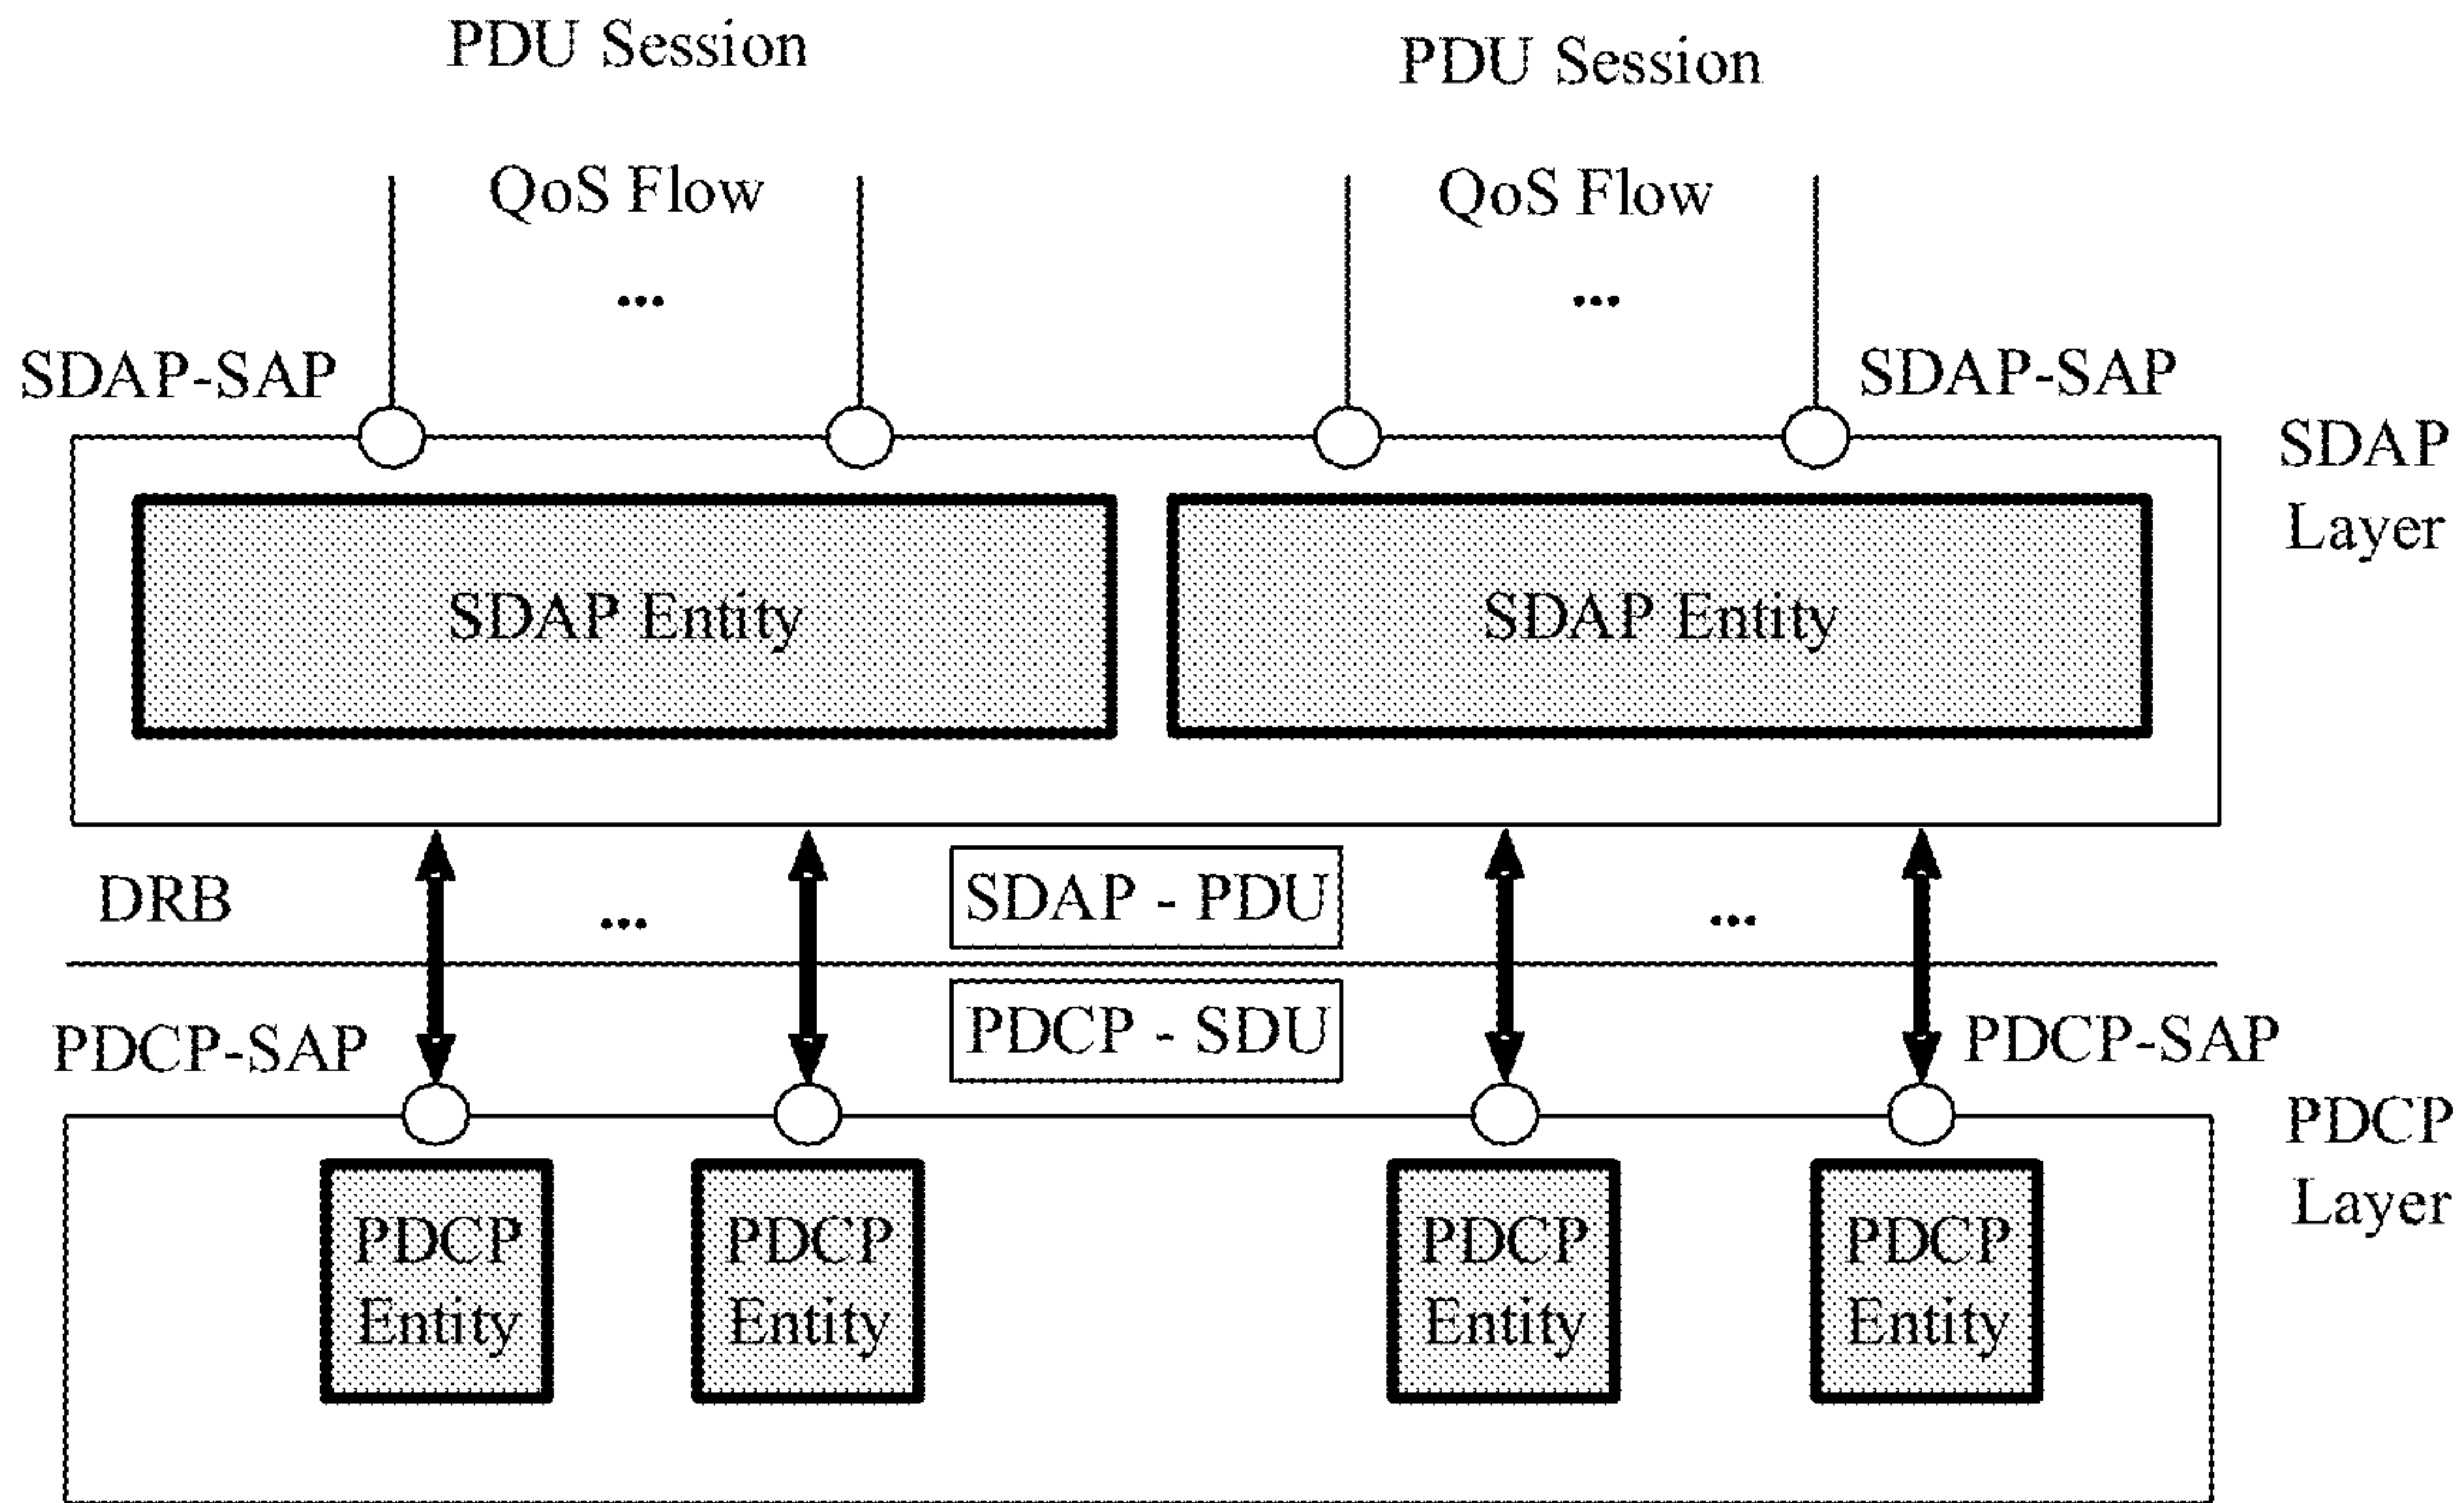 PDU Session
PDU Session
QoS Flow
QoS Flow
...
...
SDAP-SAP
SDAP-SAP
SDAP
Layer
SDAP Entity
SDAP Entity
DRB
...
SDAP - PDU
...
PDCP-SAP
PDCP - SDU
PDCP-SAP
PDCP
Layer
PDCP
Entity
PDCP
Entity
PDCP
Entity
PDCP
Entity